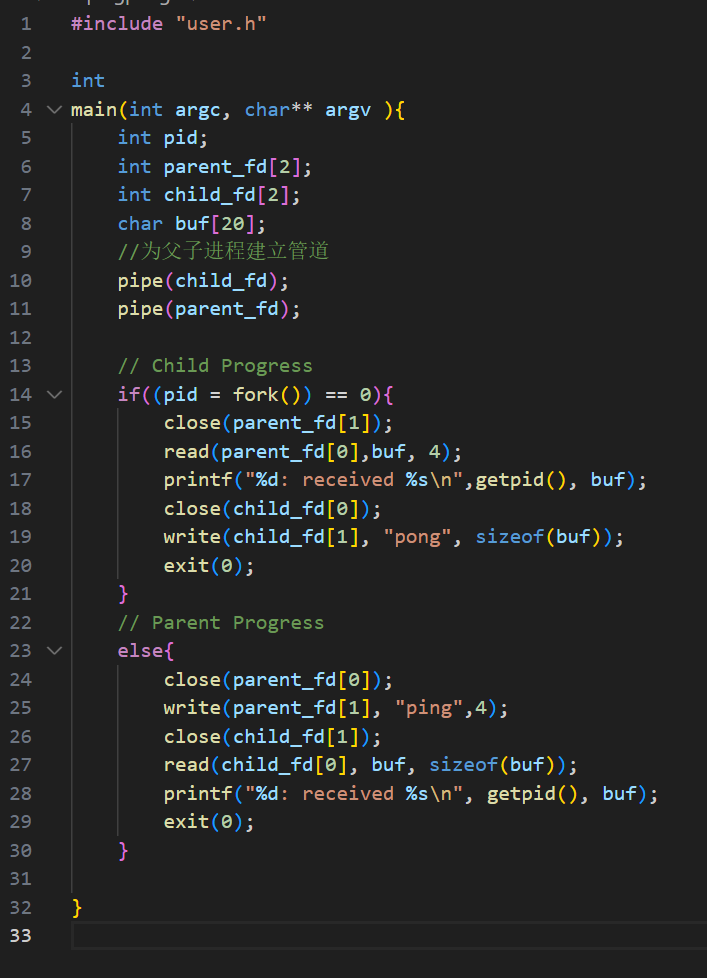 1 #include "user.h"
2
3 int
4 main(int argc, char** argv ){
5 int pid;
6 int parent_fd[2];
7 int child_fd[2];
8 char buf[20];
9 //为父子进程建立管道
10 pipe(child_fd);
11 pipe(parent_fd);
12
13 // Child Progress
14 if((pid = fork()) == 0){
15 close(parent_fd[1]);
16 read(parent_fd[0],buf, 4);
17 printf("%d: received %s\n",getpid(), buf);
18 close(child_fd[0]);
19 write(child_fd[1], "pong", sizeof(buf));
20 exit(0);
21 }
22 // Parent Progress
23 else{
24 close(parent_fd[0]);
25 write(parent_fd[1], "ping",4);
26 close(child_fd[1]);
27 read(child_fd[0], buf, sizeof(buf));
28 printf("%d: received %s\n", getpid(), buf);
29 exit(0);
30 }
31
32 }
33